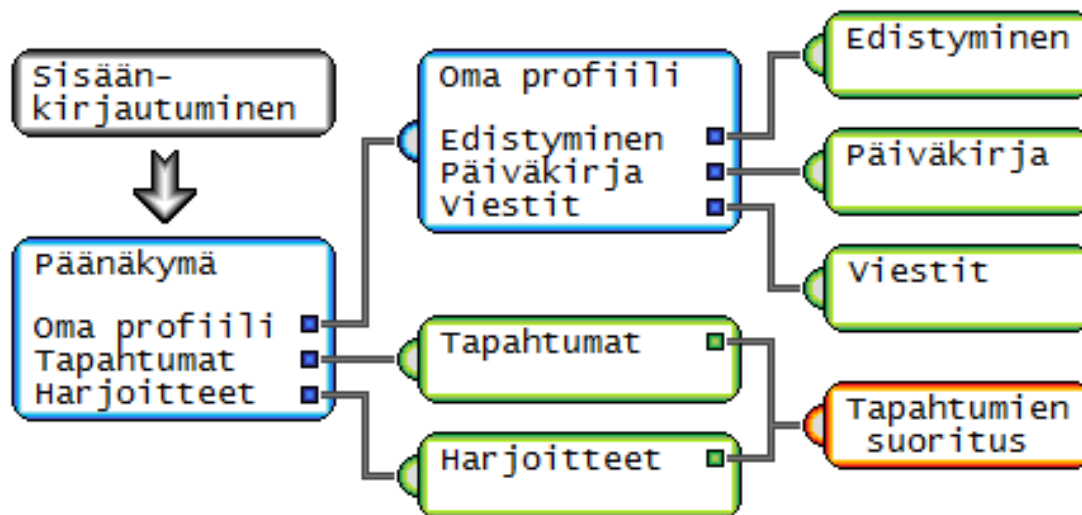 Sisään-
kirjautuminen
Päänäkymä
Oma profiili
Tapahtumat
Harjoitteet
Oma profiili
Edistyminen
Päiväkirja
Viestit
Tapahtumat
Harjoitteet
Edistyminen
Päiväkirja
Viestit
Tapahtumien
suoritus